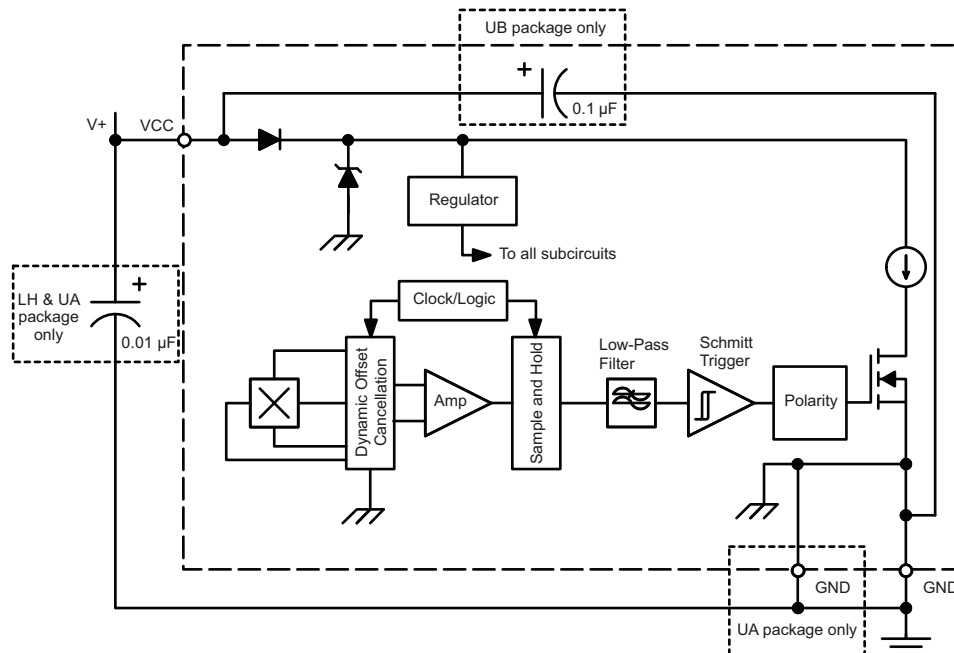 UB package only
+
0.1 µF
V+
VCC
Regulator
To all subcircuits
+
LH & UA
package
only
0.01 µF
Clock/Logic
Dynamic Offset
Cancellation
Amp
Sample and Hold
Low-Pass
Filter
Schmitt
Trigger
Polarity
GND
GND
UA package only